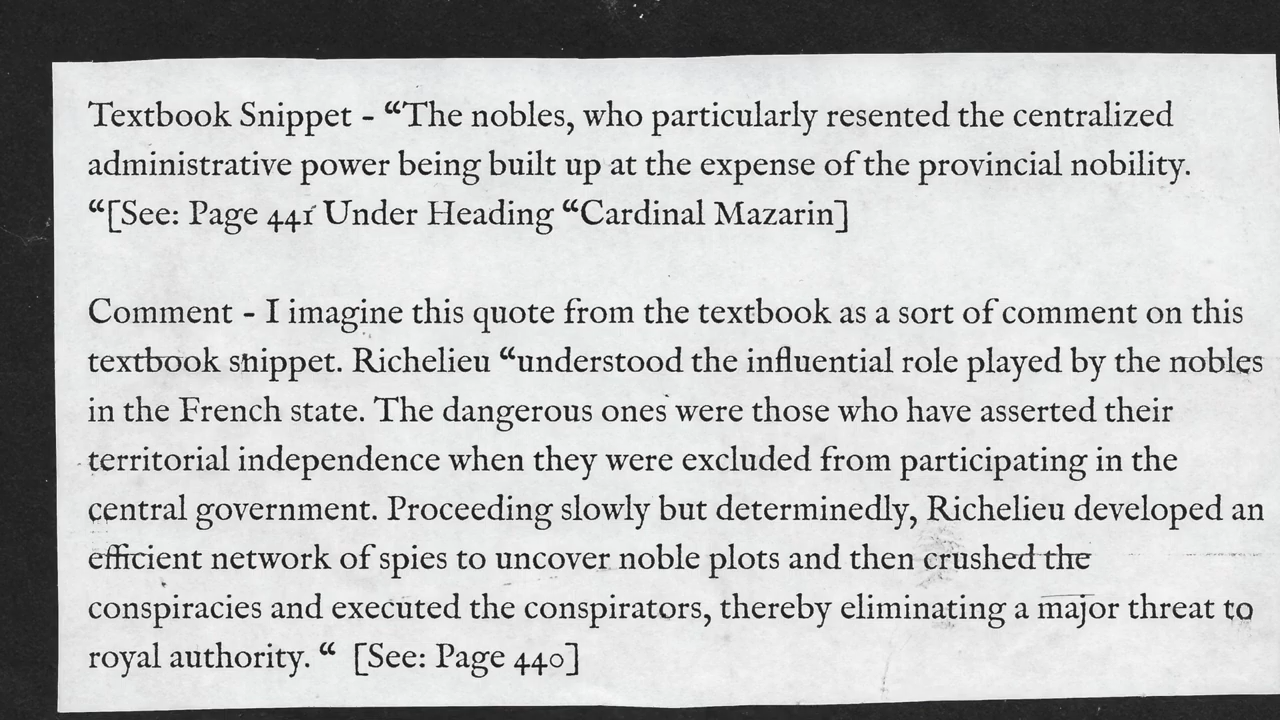 Textbook Snippet - “The nobles, who particularly resented the centralized
administrative power being built up at the expense of the provincial nobility.
“[See: Page 441 Under Heading “Cardinal Mazarin]
Comment - I imagine this quote from the textbook as a sort of comment on this
textbook snippet. Richelieu “understood the influential role played by the nobles
in the French state. The dangerous ones were those who have asserted their
territorial independence when they were excluded from participating in the
central government. Proceeding slowly but determinedly, Richelieu developed an
efficient network of spies to uncover noble plots and then crushed the
conspiracies and executed the conspirators, thereby eliminating a major threat to
royal authority. “ [See: Page 440]